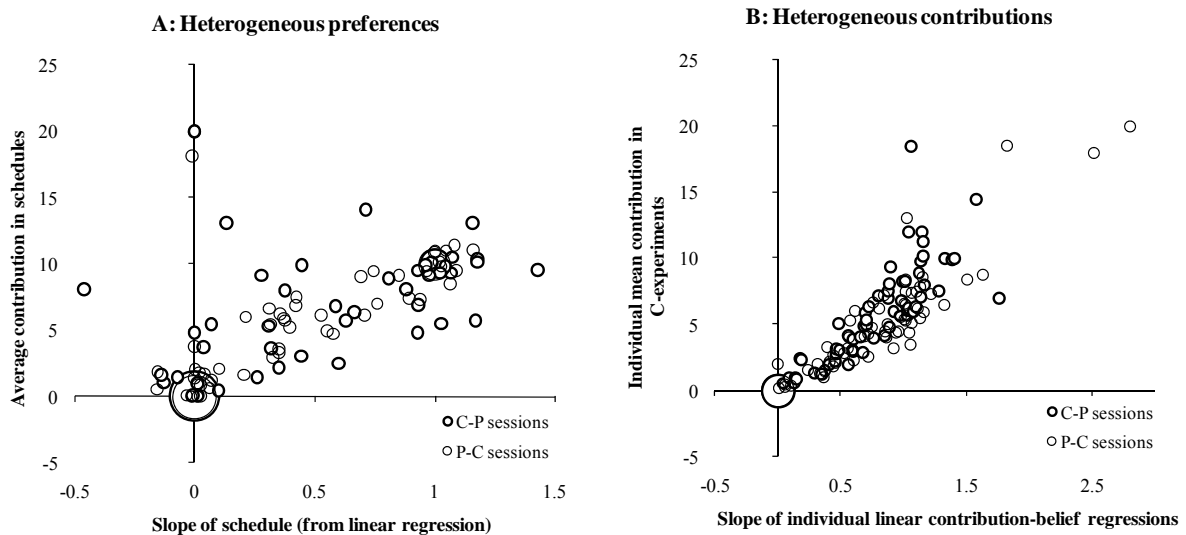 A: Heterogeneous preferences
25
20
15
10
5
0
-5
-0.5
0
0.5
1
1.5
Average contribution in schedules
C-P sessions
P-C sessions
Slope of schedule (from linear regression)
B: Heterogeneous contributions
25
20
15
10
5
0
-5
-0.5
0.5
1.5
2.5
Individual mean contribution in
C-experiments
C-P sessions
P-C sessions
Slope of individual linear contribution-belief regressions